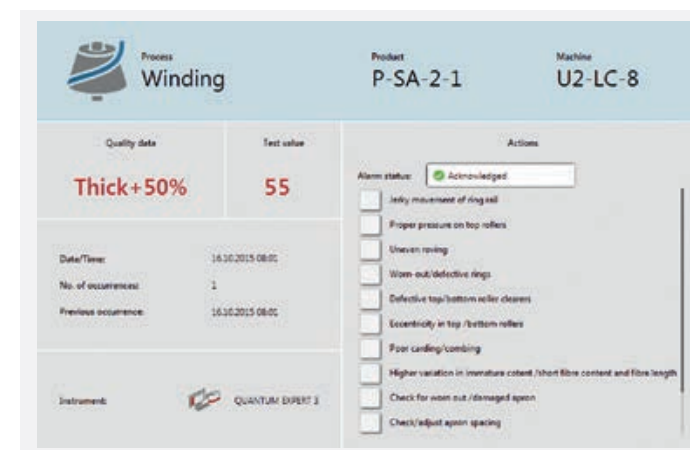 Process
Winding
Product
P-SA-2-1
Machine
U2-LC-8
Quality data
Test value
Thick+50%
55
Date/Time: 16.10.2015 08:01
No. of occurrences: 1
Previous occurrence: 16.10.2015 08:01
Instrument: QUANTUM EXPERT 3
Actions
Alarm status: Acknowledged
Jerky movement of ring rail
Proper pressure on top rollers
Uneven roving
Worn-out/defective rings
Defective top/bottom roller clearers
Eccentricity in top /bottom rollers
Poor carding/combing
Higher variation in immature cotent /short fibre content and fibre length
Check for worn out /damaged apron
Check/adjust apron spacing